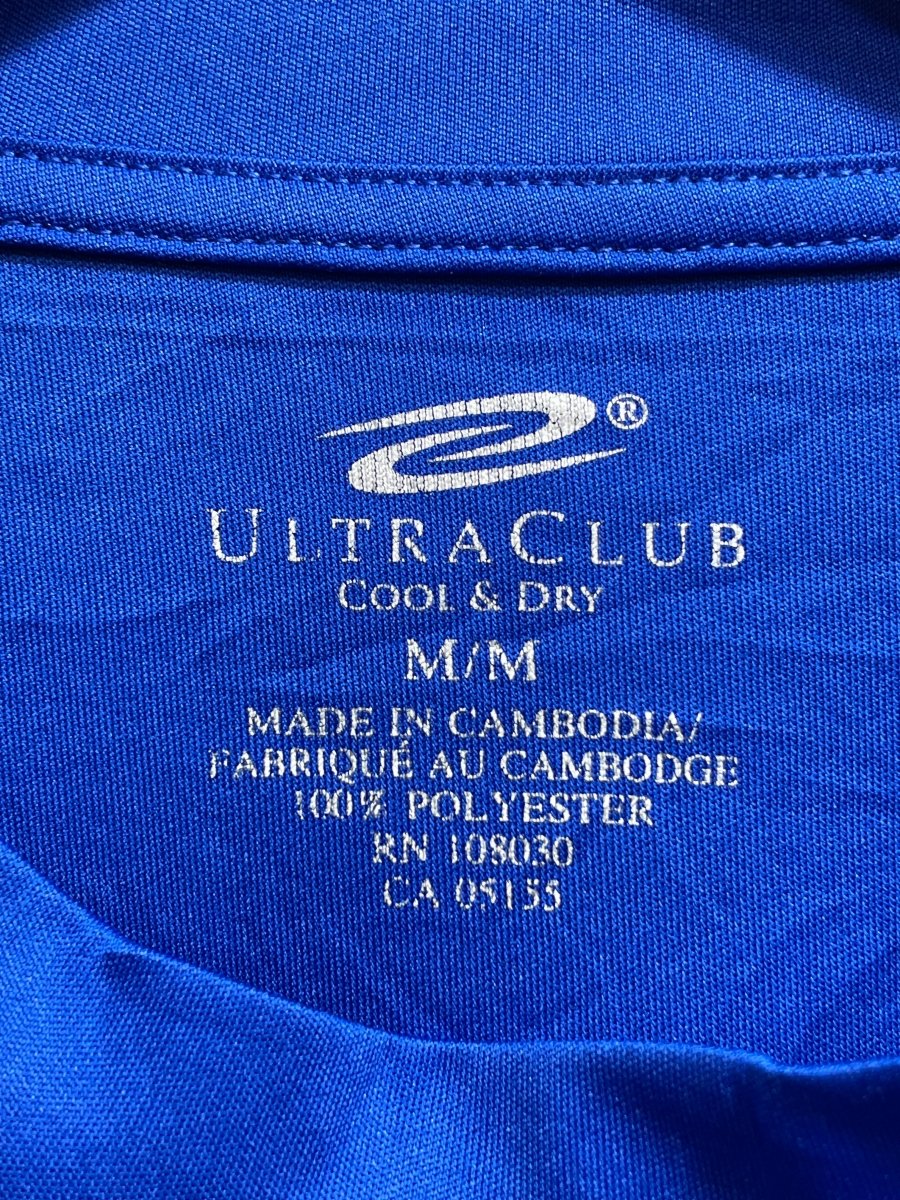 ®
ULTRACLUB
COOL & DRY
M/M
MADE IN CAMBODIA/
FABRIQUÉ AU CAMBODGE
100% POLYESTER
RN 108030
CA 05155